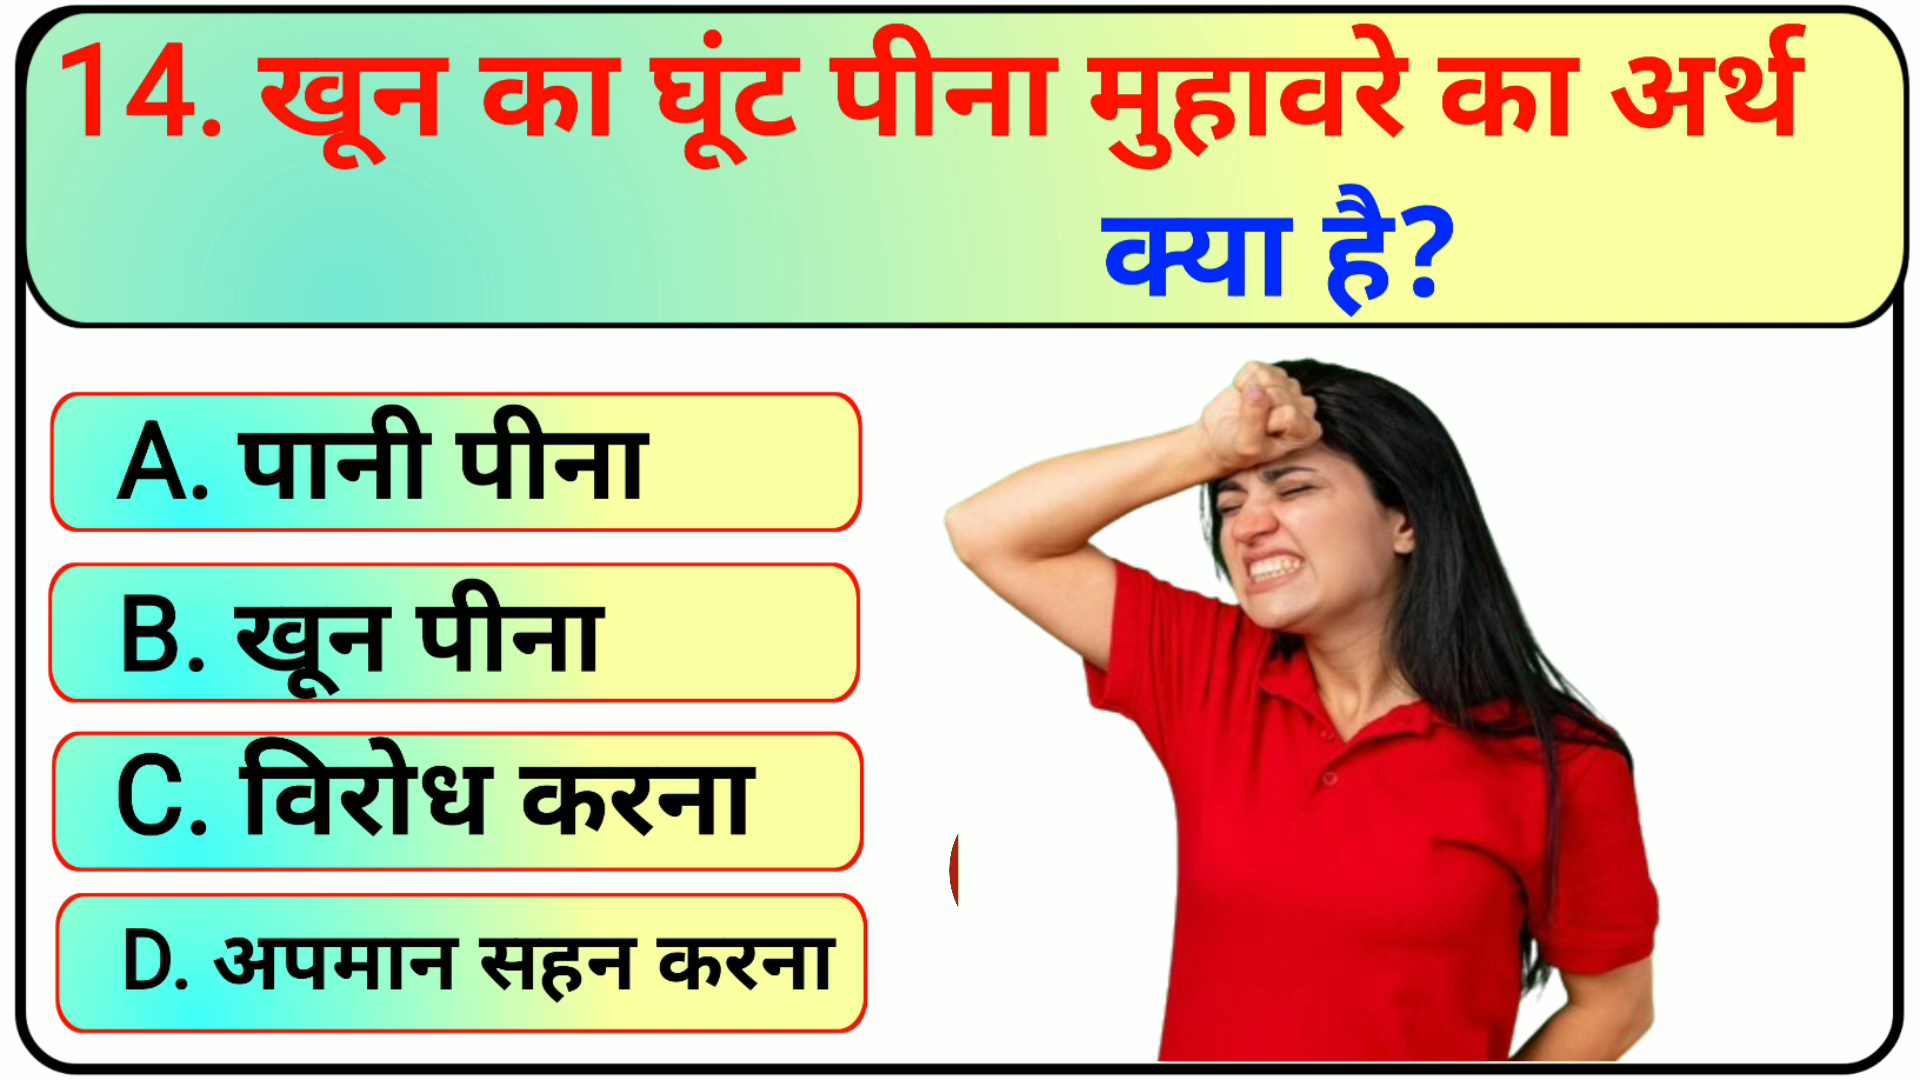 14. खून का घूंट पीना मुहावरे का अर्थ
क्या है?
A. पानी पीना
B. खून पीना
C. विरोध करना
D. अपमान सहन करना